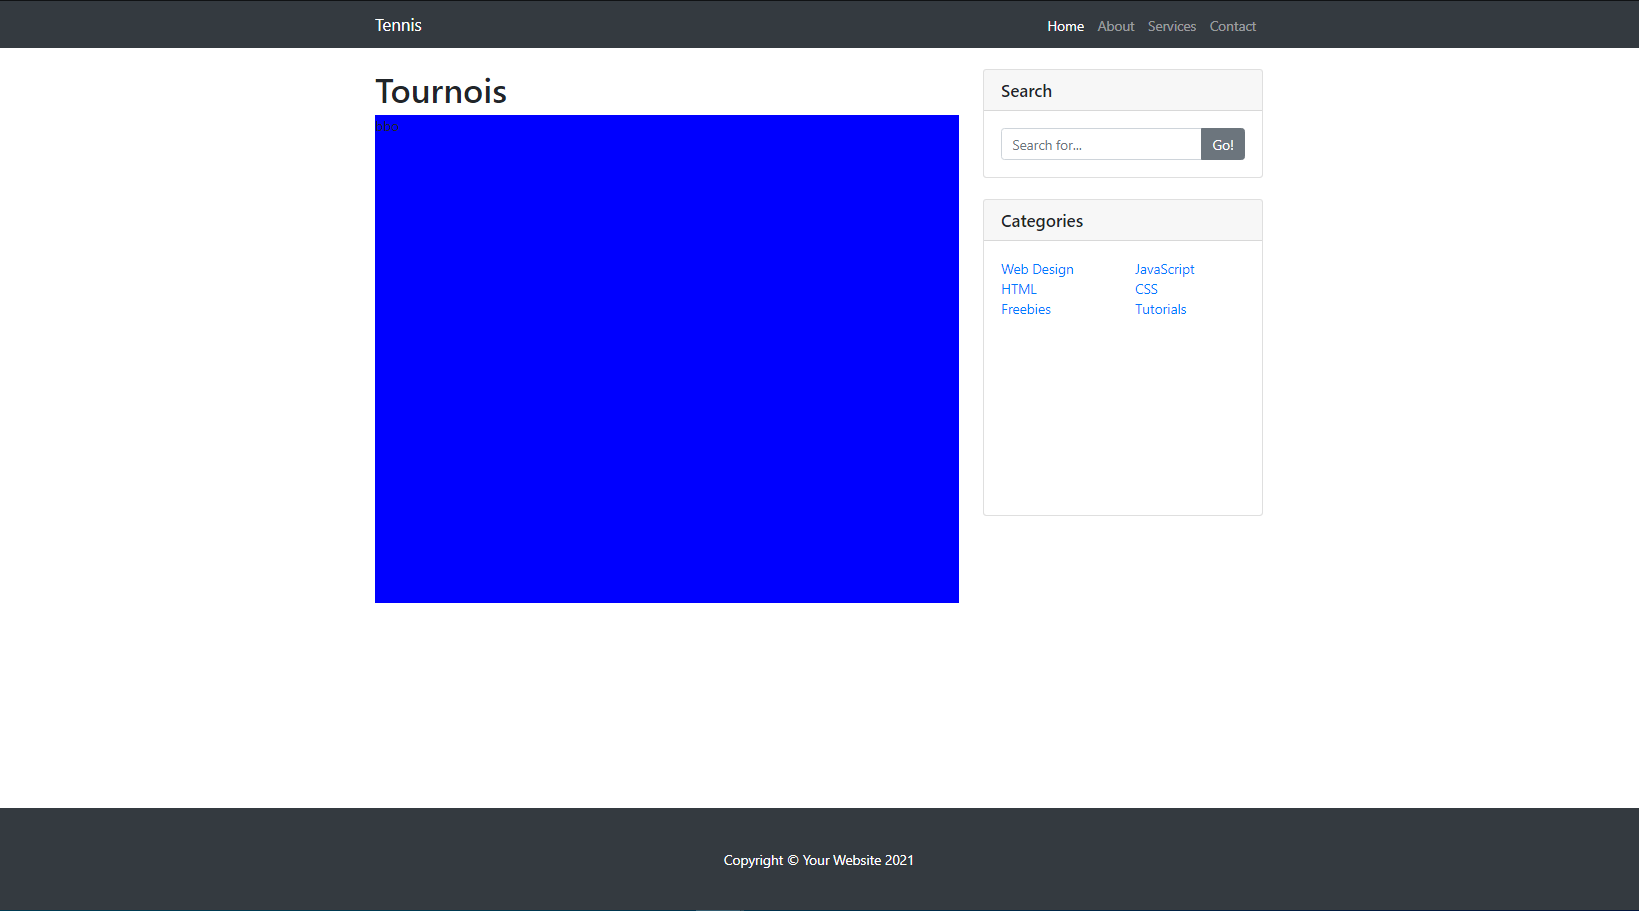 Tennis
Home About Services Contact
Tournois
Search
Search for...
Go!
Categories
Web Design
HTML
Freebies
JavaScript
CSS
Tutorials
Copyright © Your Website 2021